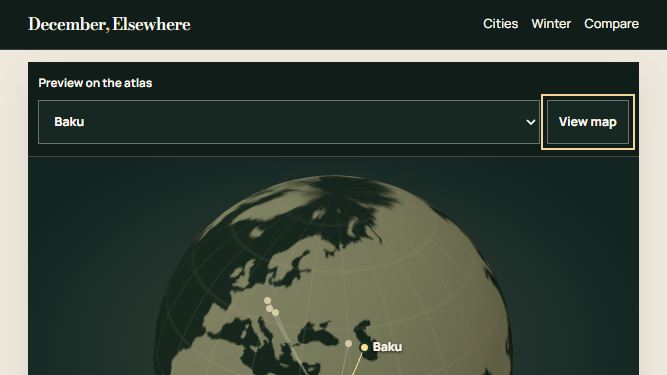 December, Elsewhere
Cities Winter Compare
Preview on the atlas
Baku
View map
Baku